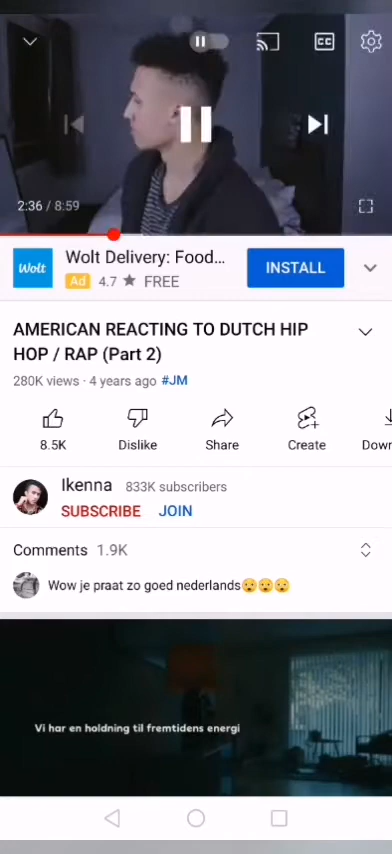 CC
2:36 / 8:59
Wolt
Wolt Delivery: Food...
Ad 4.7 ★ FREE
INSTALL
AMERICAN REACTING TO DUTCH HIP
HOP / RAP (Part 2)
280K views · 4 years ago #JM
8.5K
Dislike
Share
Create
Down
Ikenna 833K subscribers
SUBSCRIBE JOIN
Comments 1.9K
Wow je praat zo goed nederlands😮😮😮
Vi har en holdning til fremtidens energi